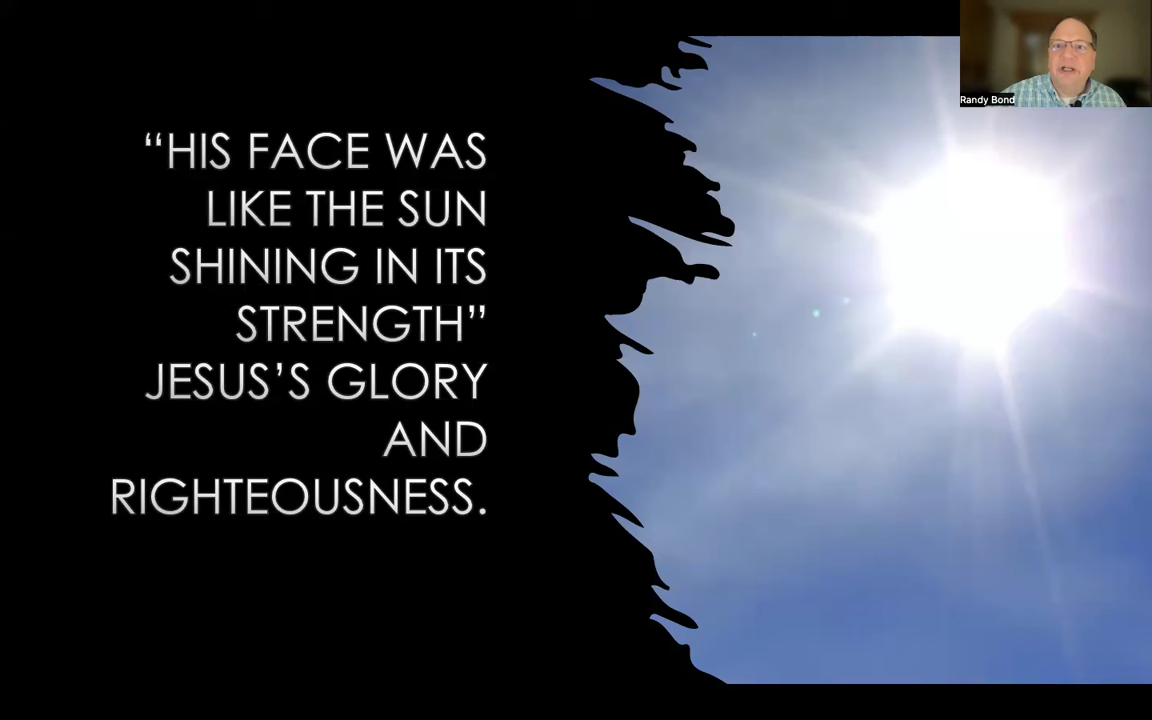 “HIS FACE WAS
LIKE THE SUN
SHINING IN ITS
STRENGTH”
JESUS’S GLORY
AND
RIGHTEOUSNESS.
Randy Bond